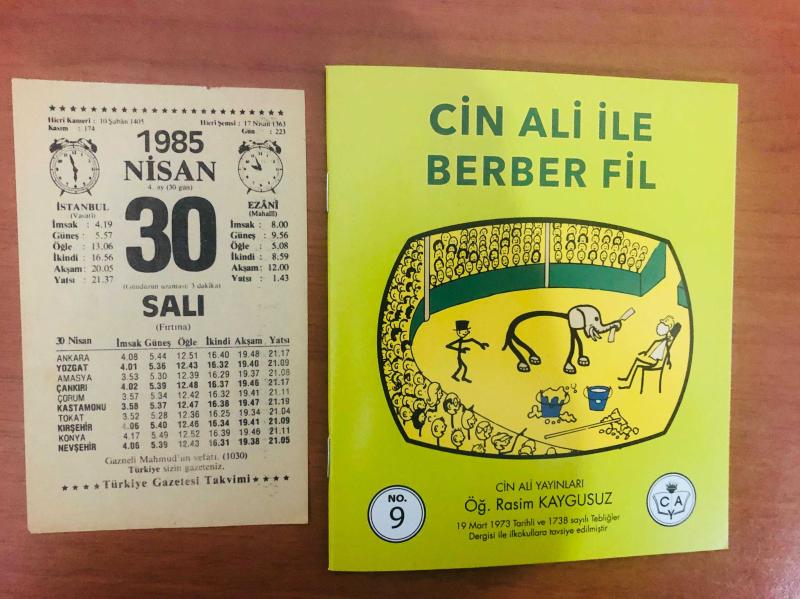 Hicri Kameri : 10 Şaban 1405
Kasım : 174
Hicri Şemsi : 17 Nisan 1363
Gün : 223
1985
NİSAN
4. ay (30 gün)
30
İSTANBUL
(Vasati)
İmsak : 4.19
Güneş : 5.57
Öğle : 13.06
İkindi : 16.56
Akşam : 20.05
Yatsı : 21.37
EZÂNİ
(Mahalli)
İmsak : 8.00
Güneş : 9.56
Öğle : 5.08
İkindi : 8.59
Akşam: 12.00
Yatsı : 1.43
(Gündüzün uzaması: 3 dakika)
SALI
(Fırtına)
30 Nisan İmsak Güneş Öğle İkindi Akşam Yatsı
ANKARA 4.08 5.44 12.51 16.40 19.48 21.17
YOZGAT 4.01 5.36 12.43 16.32 19.40 21.09
AMASYA 3.53 5.30 12.39 16.29 19.37 21.08
ÇANKIRI 4.02 5.39 12.48 16.37 19.46 21.17
ÇORUM 3.57 5.34 12.42 16.32 19.41 21.11
KASTAMONU 3.58 5.37 12.47 16.38 19.47 21.19
TOKAT 3.52 5.28 12.36 16.25 19.34 21.04
KIRŞEHİR 4.06 5.40 12.46 16.34 19.41 21.09
KONYA 4.17 5.49 12.52 16.39 19.46 21.11
NEVŞEHİR 4.06 5.39 12.43 16.31 19.38 21.05
Gazneli Mahmud'un vefatı. (1030)
Türkiye sizin gazeteniz.
Türkiye Gazetesi Takvimi
CİN ALİ İLE
BERBER FİL
CİN ALİ YAYINLARI
Öğ. Rasim KAYGUSUZ
19 Mart 1973 Tarihli ve 1738 sayılı Tebliğler
Dergisi ile ilkokullara tavsiye edilmiştir
NO.
9
C A
Y